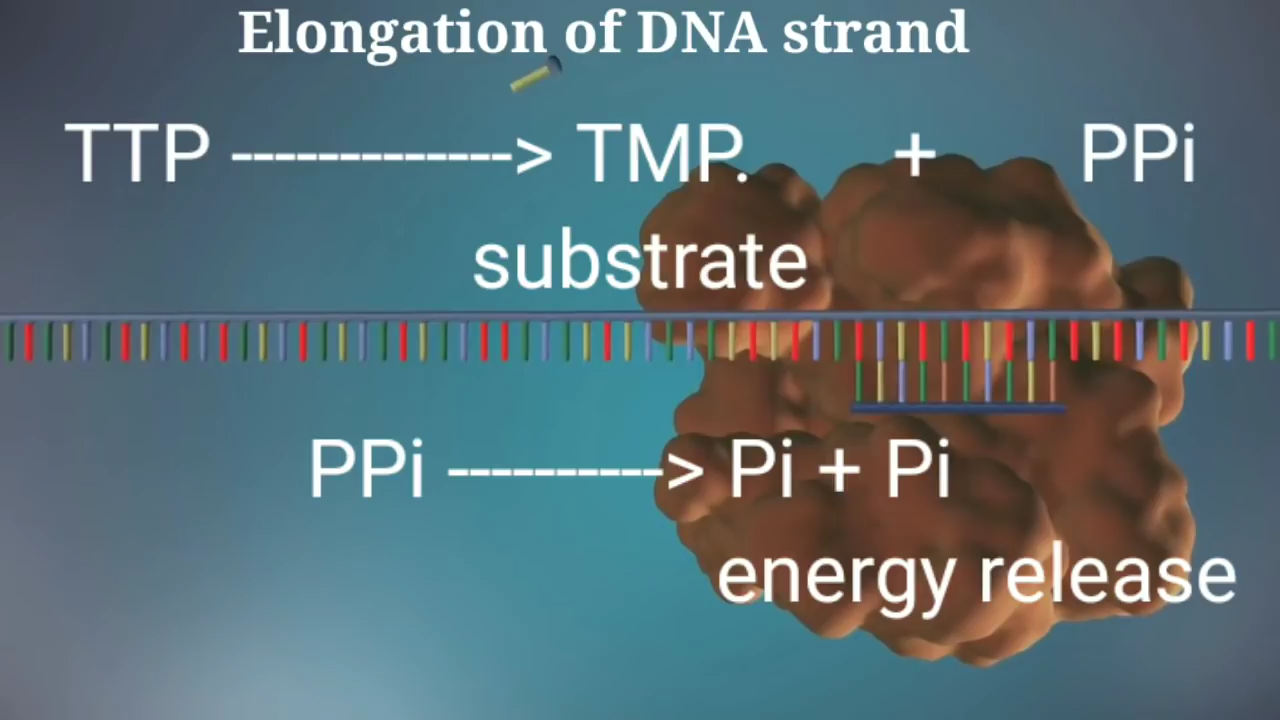 Elongation of DNA strand
TTP -------------> TMP. + PPi
substrate
PPi ----------> Pi + Pi
energy release